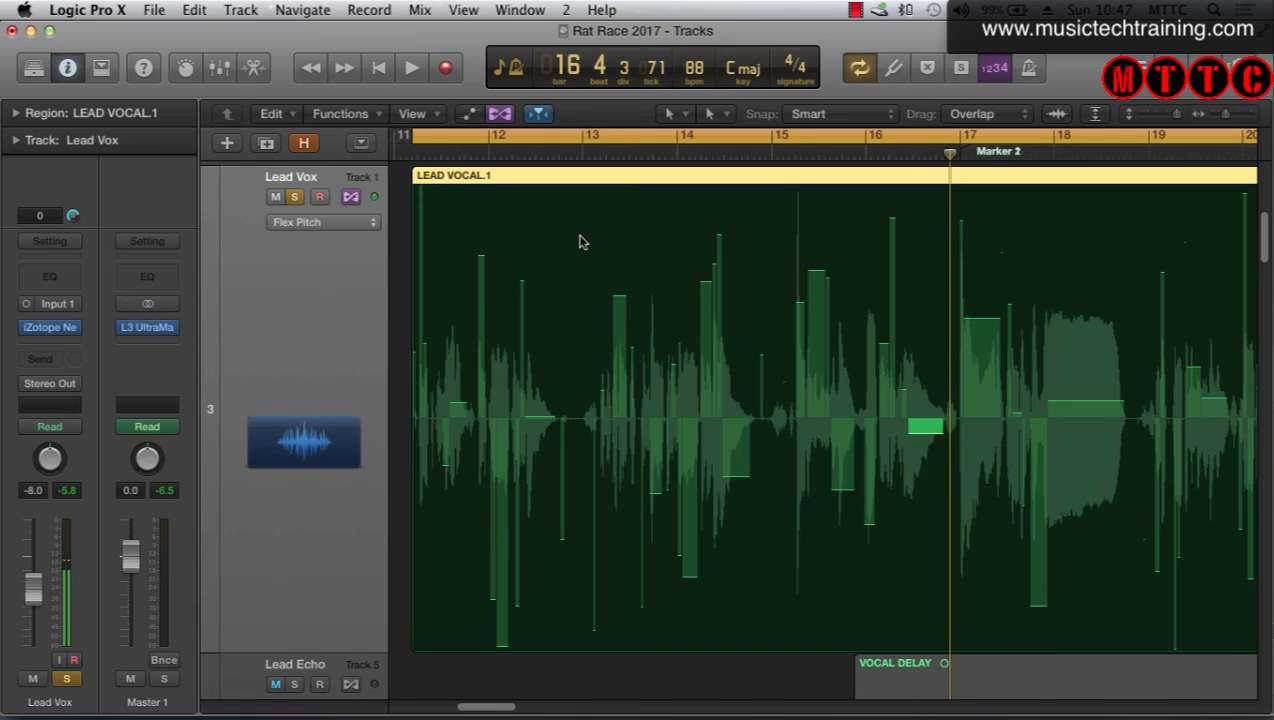 Logic Pro X File Edit Track Navigate Record Mix View Window 2 Help 99% Sun 10:47 MTTC
www.musictechtraining.com
Rat Race 2017 - Tracks
MTTC
16 4 3 71 88 C maj 4/4
bar beat div tick bpm key signature
1234
Region: LEAD VOCAL.1
Edit Functions View Snap: Smart Drag: Overlap
Track: Lead Vox
H
11 12 13 14 15 16 17 18 19 20
Marker 2
Lead Vox Track 1
LEAD VOCAL.1
M S R
Flex Pitch
0
Setting Setting
EQ EQ
Input 1
iZotope Ne L3 UltraMa
Send
Stereo Out
3
Read Read
-8.0 -5.8 0.0 -6.5
I R Bnce
M S M S
Lead Vox Master 1
Lead Echo Track 5
M S R
VOCAL DELAY